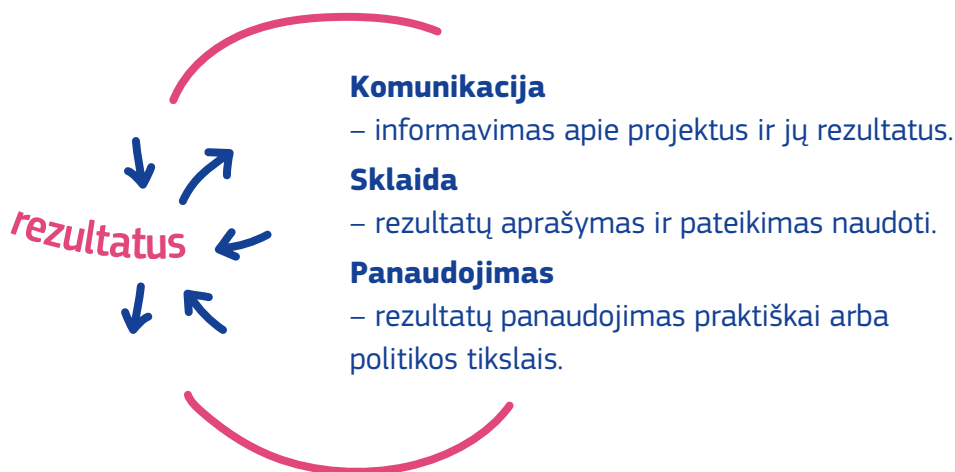 Komunikacija
– informavimas apie projektus ir jų rezultatus.
Sklaida
– rezultatų aprašymas ir pateikimas naudoti.
Panaudojimas
– rezultatų panaudojimas praktiškai arba
politikos tikslais.
rezultatus